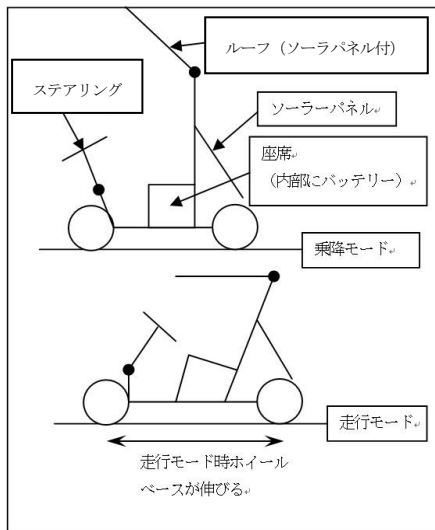 ルーフ（ソーラパネル付）
ステアリング
ソーラーパネル
座席
（内部にバッテリー）
乗降モード
走行モード
走行モード時ホイール
ベースが伸びる